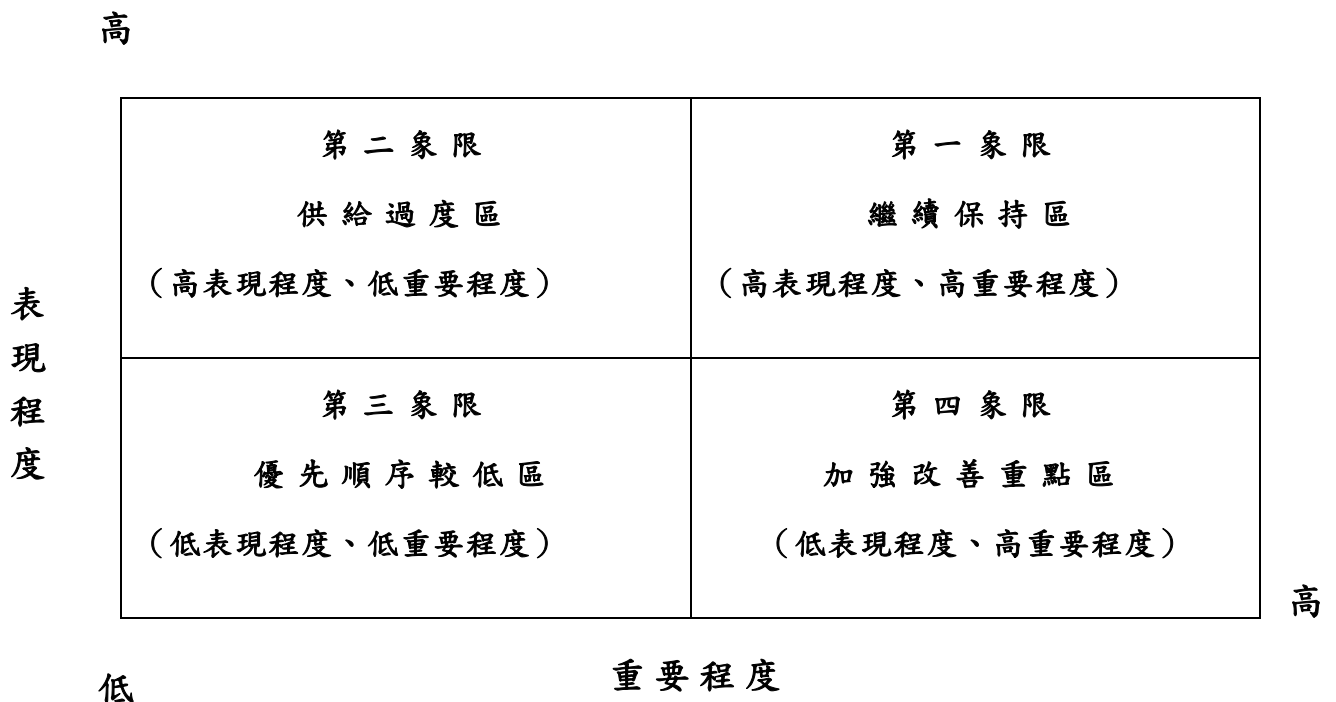 高
第二象限
供給過度區
（高表現程度、低重要程度）
第一象限
繼續保持區
（高表現程度、高重要程度）
表現程度
第三象限
優先順序較低區
（低表現程度、低重要程度）
第四象限
加強改善重點區
（低表現程度、高重要程度）
高
低
重要程度